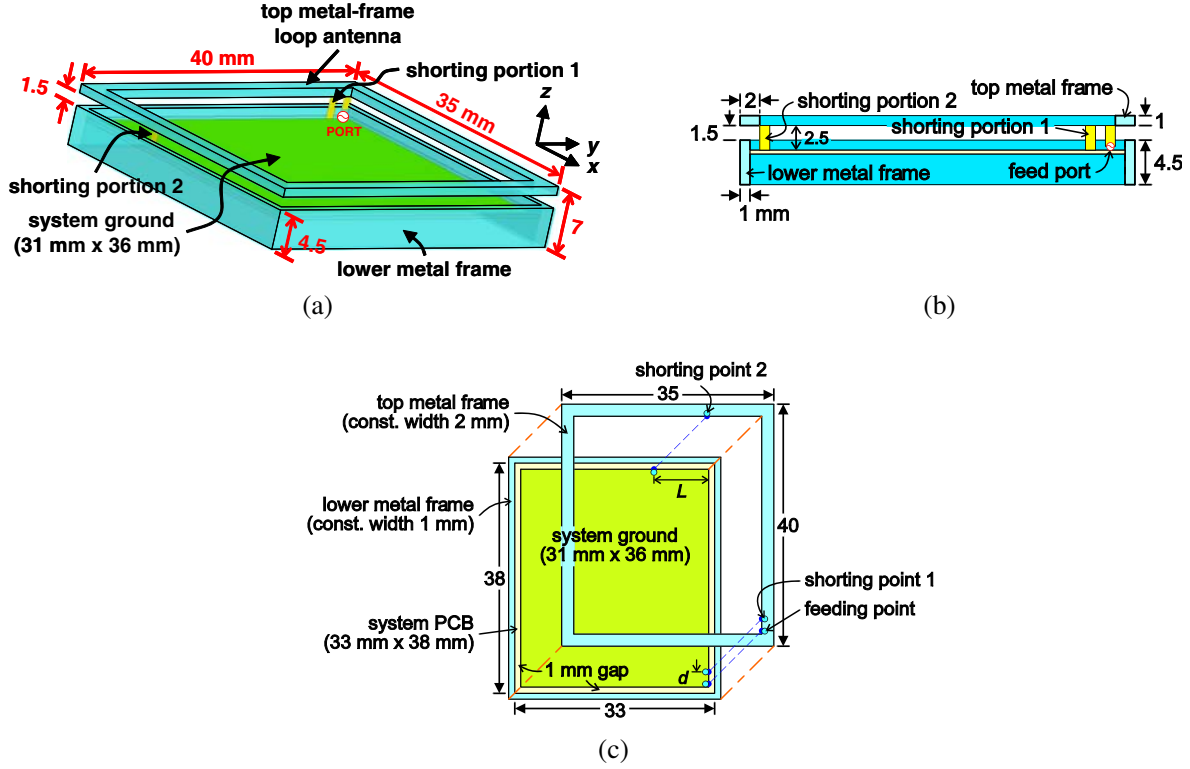 top metal-frame
loop antenna
40 mm
shorting portion 1
1.5
35 mm
PORT
z
y
x
shorting portion 2
system ground
(31 mm x 36 mm)
4.5
7
lower metal frame
(a)
2
shorting portion 2
top metal frame
1.5
2.5
shorting portion 1
1
lower metal frame
feed port
4.5
1 mm
(b)
shorting point 2
35
top metal frame
(const. width 2 mm)
L
lower metal frame
(const. width 1 mm)
system ground
(31 mm x 36 mm)
40
38
shorting point 1
feeding point
system PCB
(33 mm x 38 mm)
1 mm gap
d
33
(c)